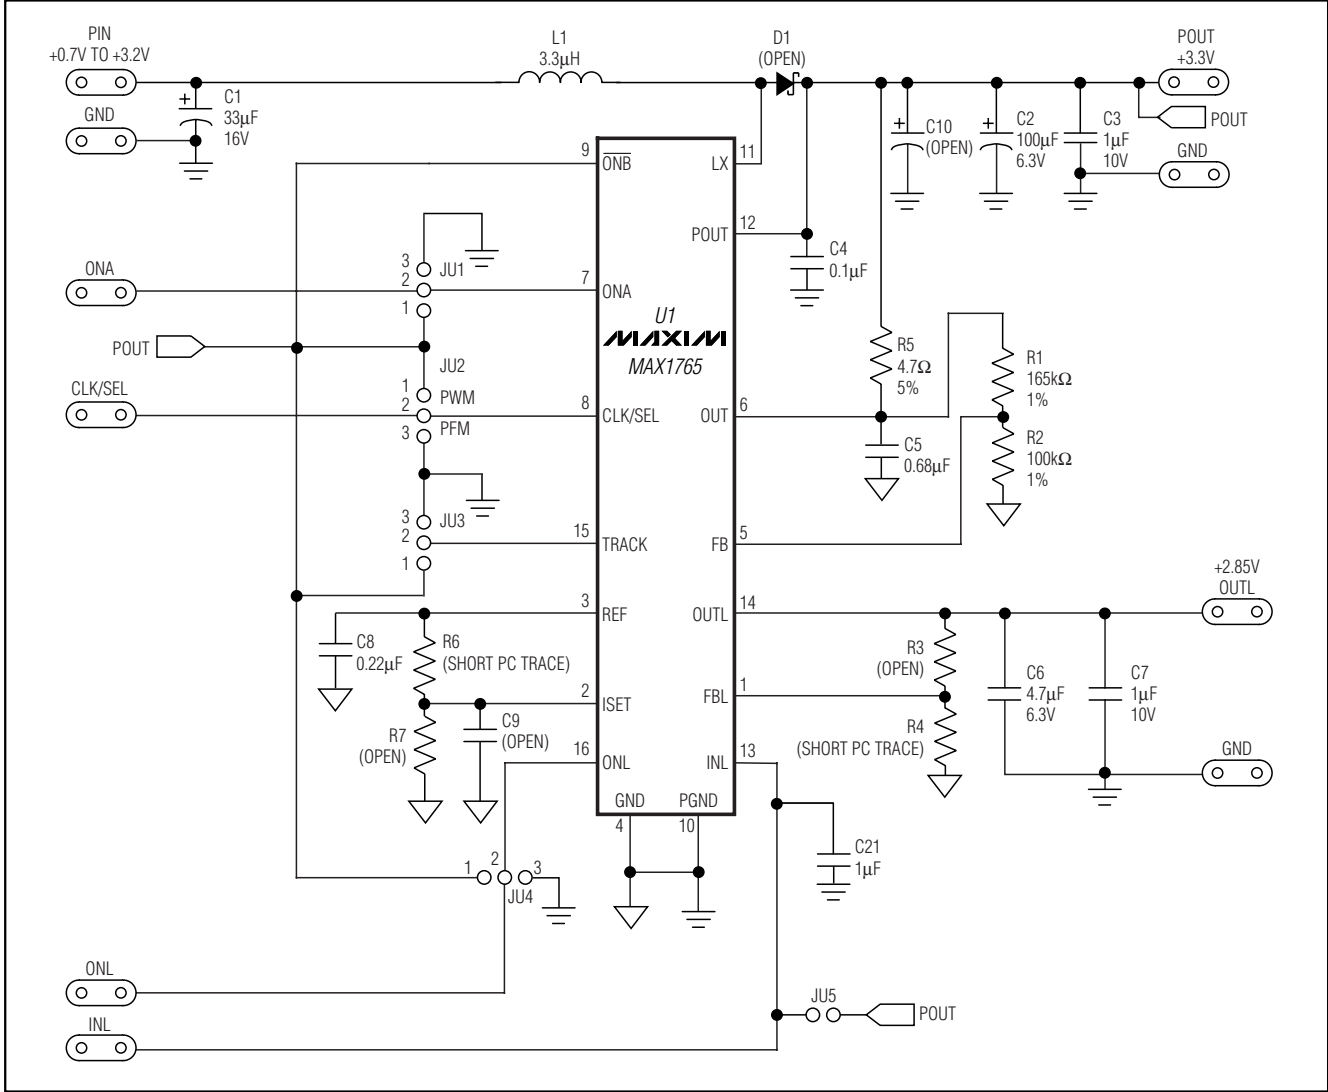 PIN
+0.7V TO +3.2V
L1
3.3µH
D1
(OPEN)
POUT
+3.3V
+
C1
33µF
16V
GND
+
C10
(OPEN)
+
C2
100µF
6.3V
C3
1µF
10V
POUT
GND
9
ONB
LX
11
POUT
12
C4
0.1µF
ONA
3
2
1
JU1
7
ONA
U1
MAXIM
MAX1765
POUT
JU2
CLK/SEL
1
2
3
PWM
PFM
8
CLK/SEL
OUT
6
R5
4.7Ω
5%
C5
0.68µF
R1
165kΩ
1%
R2
100kΩ
1%
3
2
1
JU3
15
TRACK
FB
5
3
REF
OUTL
14
+2.85V
OUTL
C8
0.22µF
R6
(SHORT PC TRACE)
R3
(OPEN)
C6
4.7µF
6.3V
C7
1µF
10V
2
ISET
FBL
1
R7
(OPEN)
C9
(OPEN)
R4
(SHORT PC TRACE)
16
ONL
INL
13
GND
GND
PGND
4
10
C21
1µF
1
2
3
JU4
ONL
INL
JU5
POUT